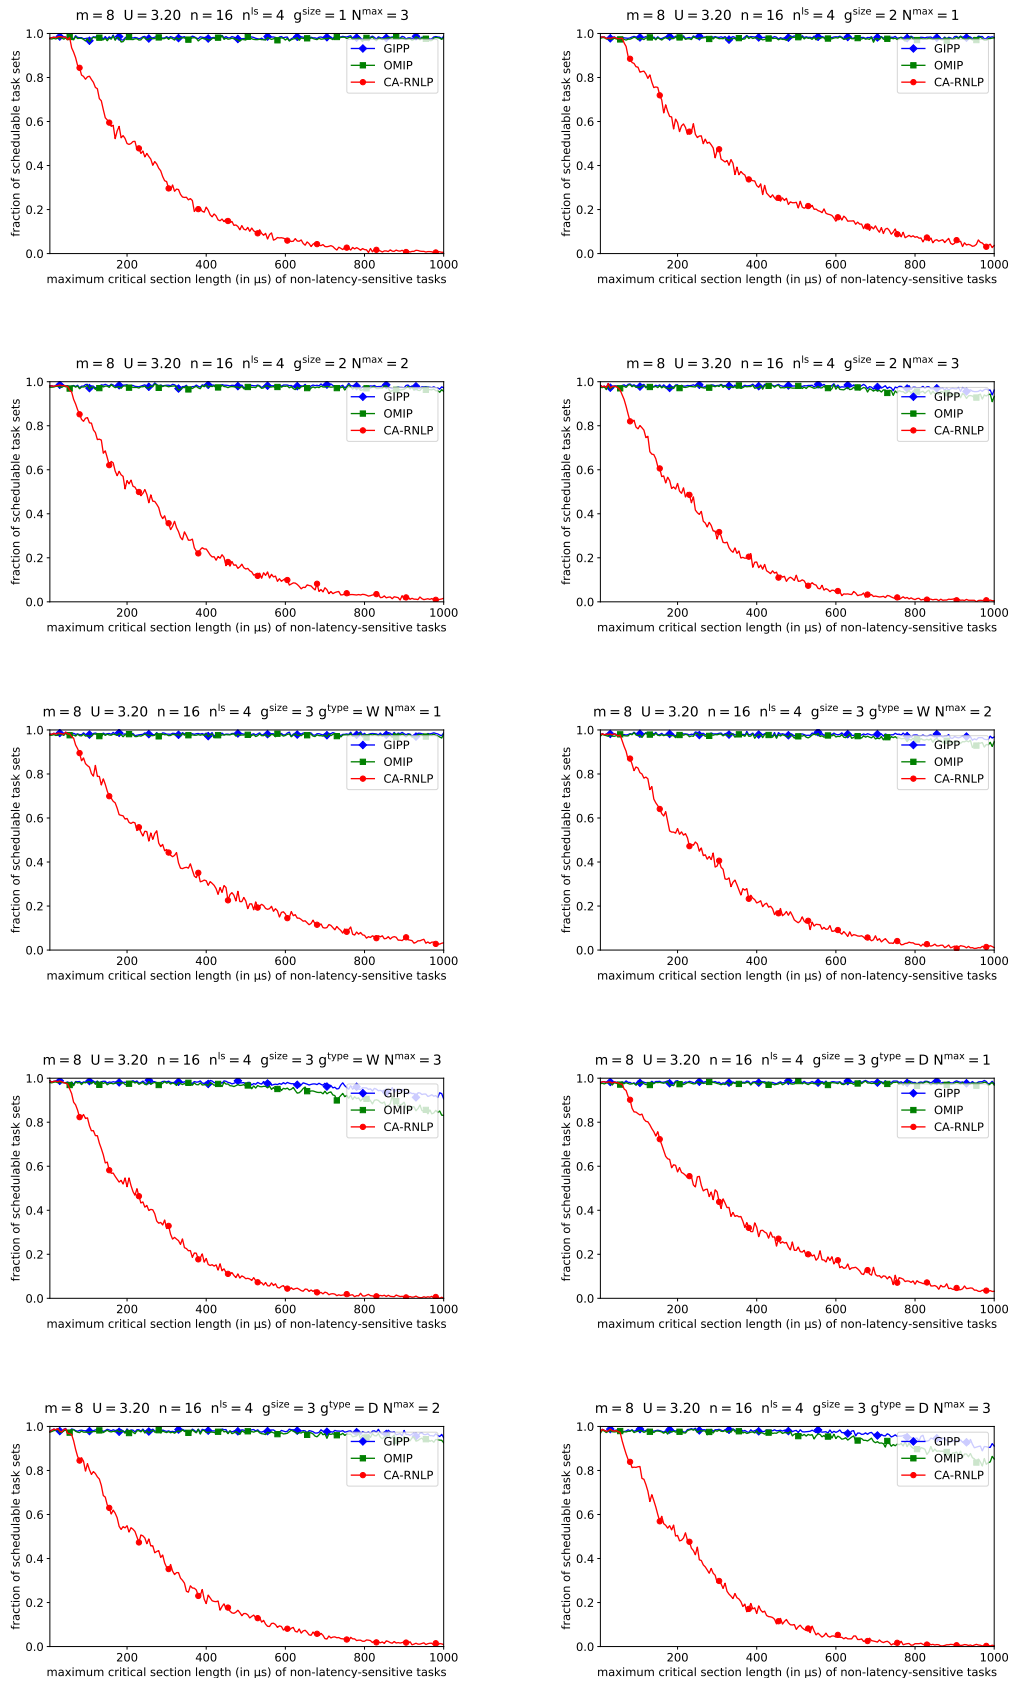 m = 8 U = 3.20 n = 16 n^ls = 4 g^size = 1 N^max = 3
fraction of schedulable task sets
1.0
0.8
0.6
0.4
0.2
0.0
GIPP
OMIP
CA-RNLP
200 400 600 800 1000
maximum critical section length (in µs) of non-latency-sensitive tasks
m = 8 U = 3.20 n = 16 n^ls = 4 g^size = 2 N^max = 1
fraction of schedulable task sets
1.0
0.8
0.6
0.4
0.2
0.0
GIPP
OMIP
CA-RNLP
200 400 600 800 1000
maximum critical section length (in µs) of non-latency-sensitive tasks
m = 8 U = 3.20 n = 16 n^ls = 4 g^size = 2 N^max = 2
fraction of schedulable task sets
1.0
0.8
0.6
0.4
0.2
0.0
GIPP
OMIP
CA-RNLP
200 400 600 800 1000
maximum critical section length (in µs) of non-latency-sensitive tasks
m = 8 U = 3.20 n = 16 n^ls = 4 g^size = 2 N^max = 3
fraction of schedulable task sets
1.0
0.8
0.6
0.4
0.2
0.0
GIPP
OMIP
CA-RNLP
200 400 600 800 1000
maximum critical section length (in µs) of non-latency-sensitive tasks
m = 8 U = 3.20 n = 16 n^ls = 4 g^size = 3 g^type = W N^max = 1
fraction of schedulable task sets
1.0
0.8
0.6
0.4
0.2
0.0
GIPP
OMIP
CA-RNLP
200 400 600 800 1000
maximum critical section length (in µs) of non-latency-sensitive tasks
m = 8 U = 3.20 n = 16 n^ls = 4 g^size = 3 g^type = W N^max = 2
fraction of schedulable task sets
1.0
0.8
0.6
0.4
0.2
0.0
GIPP
OMIP
CA-RNLP
200 400 600 800 1000
maximum critical section length (in µs) of non-latency-sensitive tasks
m = 8 U = 3.20 n = 16 n^ls = 4 g^size = 3 g^type = W N^max = 3
fraction of schedulable task sets
1.0
0.8
0.6
0.4
0.2
0.0
GIPP
OMIP
CA-RNLP
200 400 600 800 1000
maximum critical section length (in µs) of non-latency-sensitive tasks
m = 8 U = 3.20 n = 16 n^ls = 4 g^size = 3 g^type = D N^max = 1
fraction of schedulable task sets
1.0
0.8
0.6
0.4
0.2
0.0
GIPP
OMIP
CA-RNLP
200 400 600 800 1000
maximum critical section length (in µs) of non-latency-sensitive tasks
m = 8 U = 3.20 n = 16 n^ls = 4 g^size = 3 g^type = D N^max = 2
fraction of schedulable task sets
1.0
0.8
0.6
0.4
0.2
0.0
GIPP
OMIP
CA-RNLP
200 400 600 800 1000
maximum critical section length (in µs) of non-latency-sensitive tasks
m = 8 U = 3.20 n = 16 n^ls = 4 g^size = 3 g^type = D N^max = 3
fraction of schedulable task sets
1.0
0.8
0.6
0.4
0.2
0.0
GIPP
OMIP
CA-RNLP
200 400 600 800 1000
maximum critical section length (in µs) of non-latency-sensitive tasks